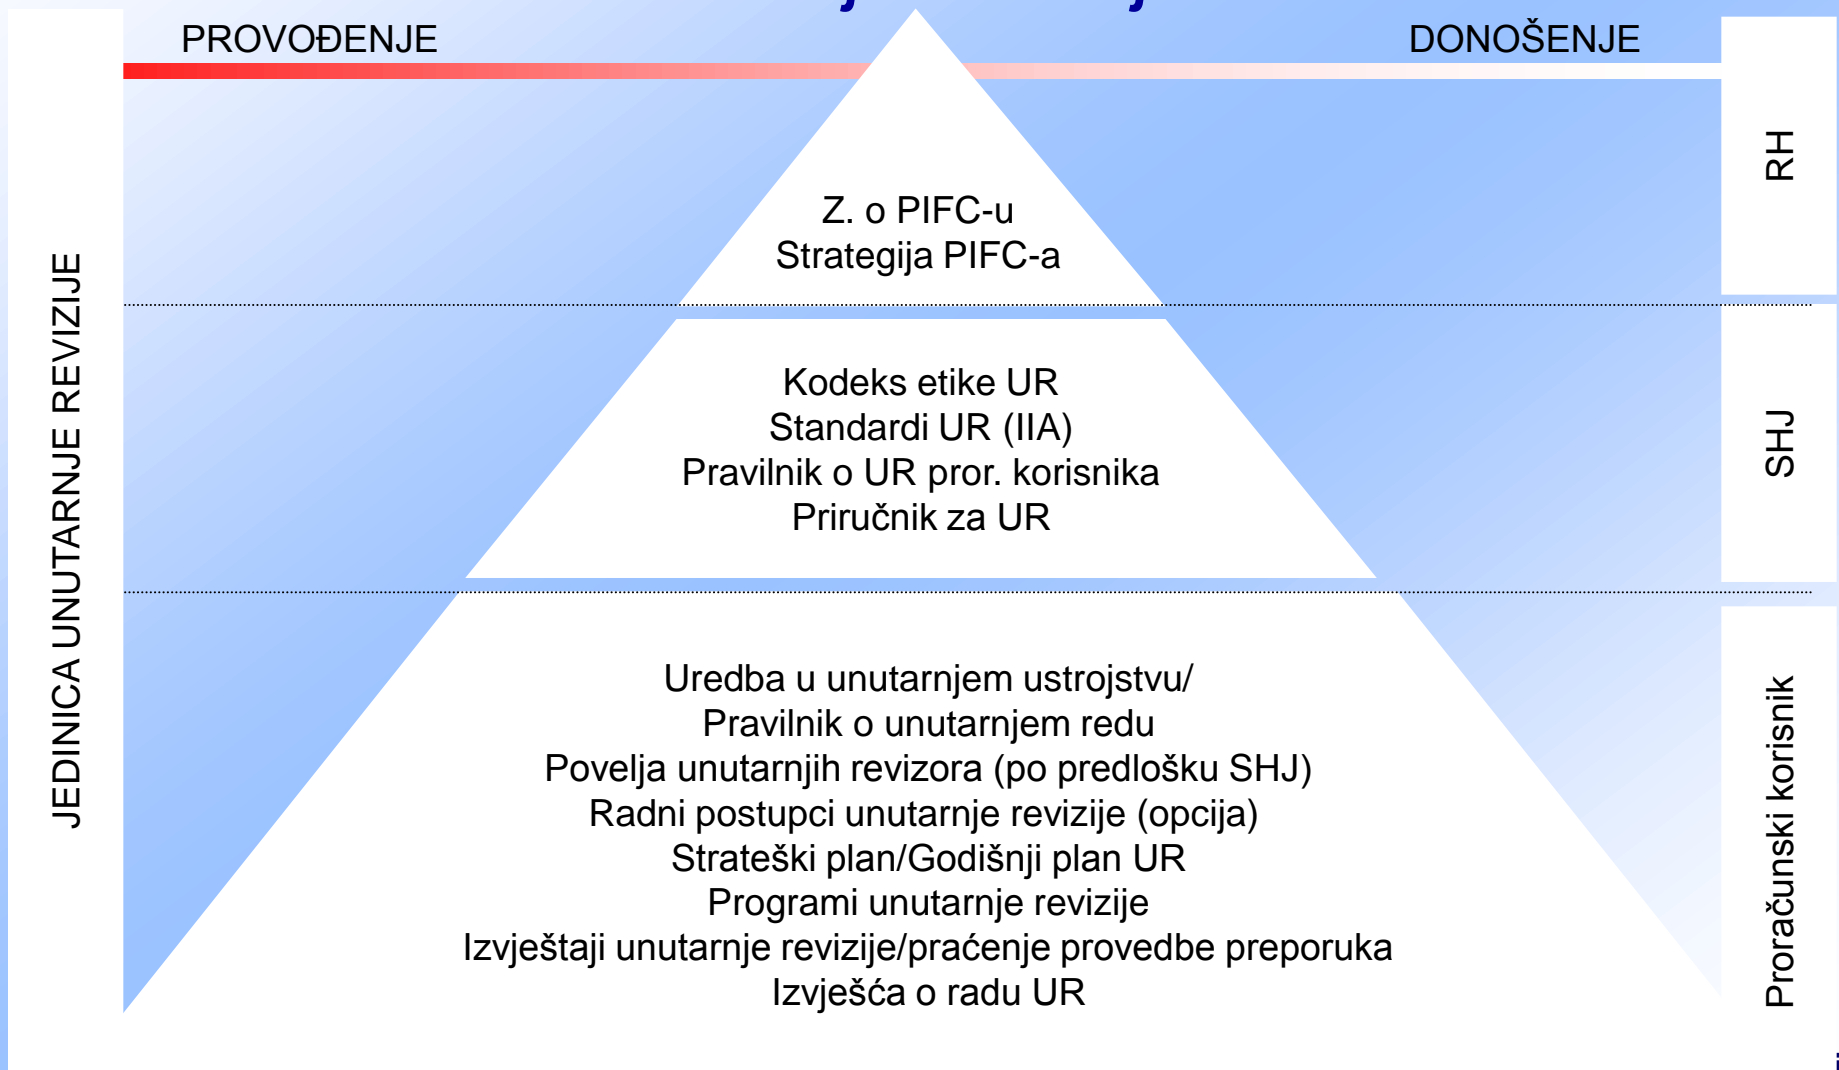 PROVOĐENJE
DONOŠENJE
JEDINICA UNUTARNJE REVIZIJE
RH
Z. o PIFC-u
Strategija PIFC-a
SHJ
Kodeks etike UR
Standardi UR (IIA)
Pravilnik o UR pror. korisnika
Priručnik za UR
Proračunski korisnik
Uredba u unutarnjem ustrojstvu/
Pravilnik o unutarnjem redu
Povelja unutarnjih revizora (po predlošku SHJ)
Radni postupci unutarnje revizije (opcija)
Strateški plan/Godišnji plan UR
Programi unutarnje revizije
Izvještaji unutarnje revizije/praćenje provedbe preporuka
Izvješća o radu UR